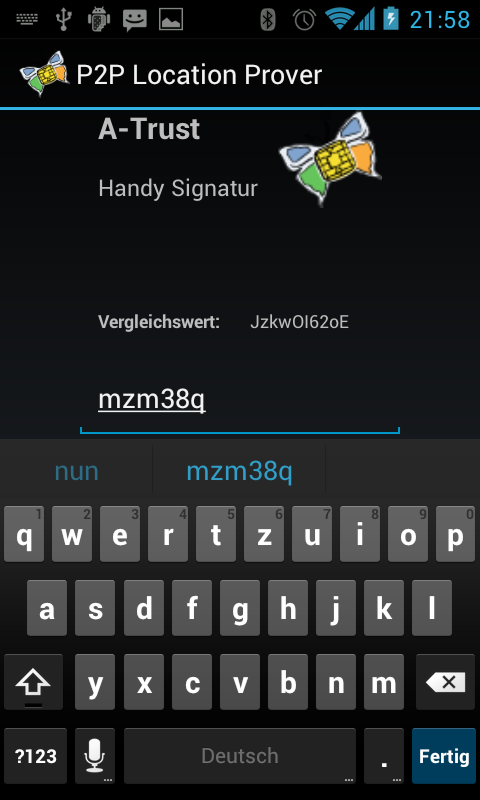 21:58
P2P Location Prover
A-Trust
Handy Signatur
Vergleichswert: JzkwOI62oE
mzm38q
nun mzm38q
1 2 3 4 5 6 7 8 9 0
q w e r t z u i o p
a s d f g h j k l
y x c v b n m
?123 ... Deutsch ... . ... Fertig